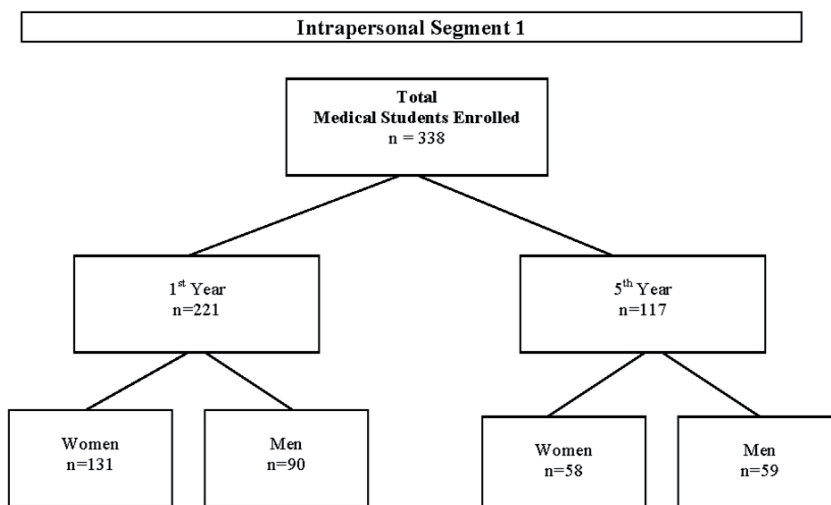 Intrapersonal Segment 1
Total
Medical Students Enrolled
n = 338
1st Year
n=221
5th Year
n=117
Women
n=131
Men
n=90
Women
n=58
Men
n=59